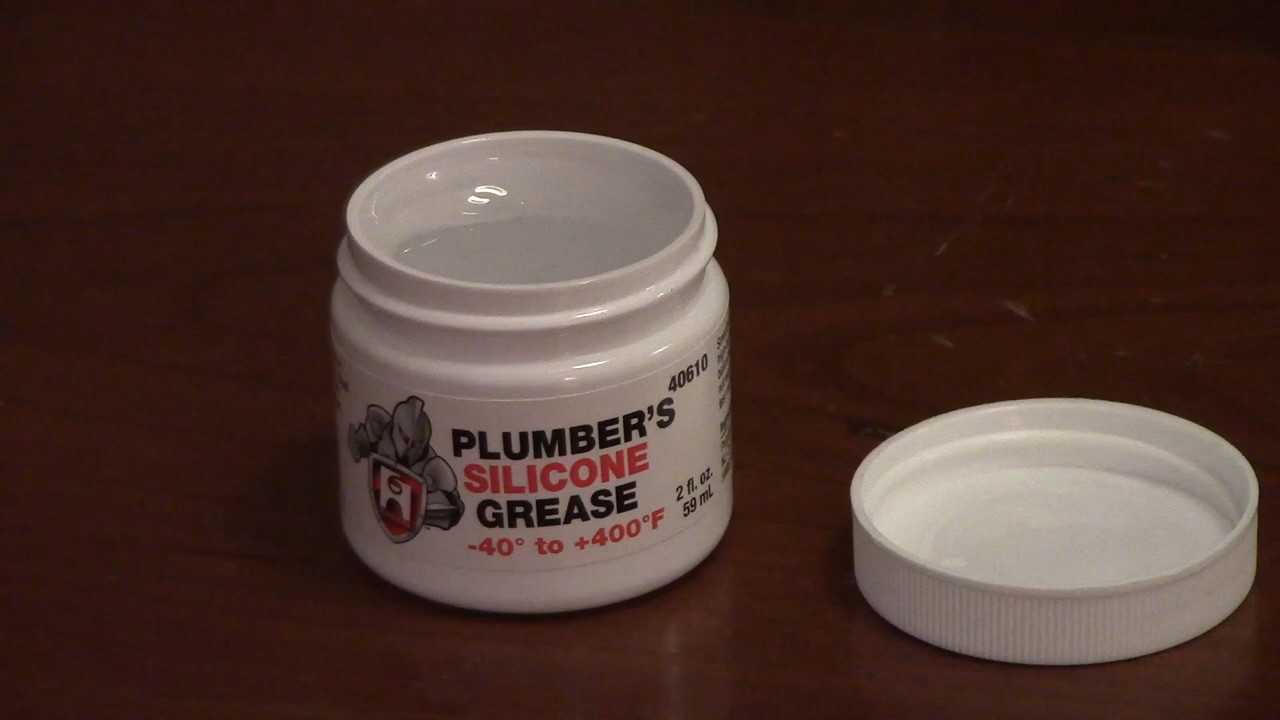 40610
PLUMBER'S
SILICONE
GREASE
2 fl. oz.
59 mL
-40° to +400°F